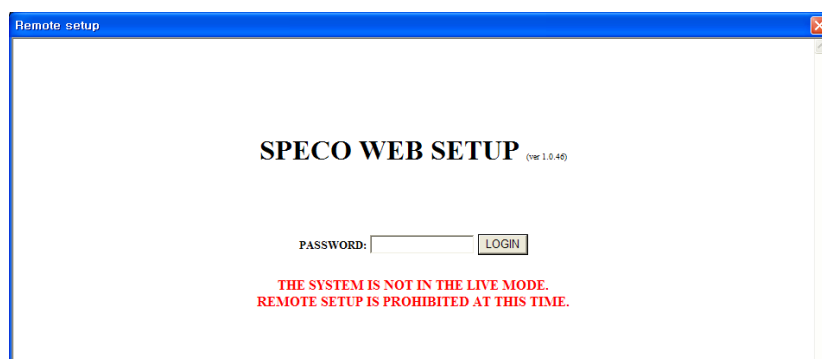 Remote setup
SPECO WEB SETUP (ver 1.0.46)
PASSWORD: LOGIN
THE SYSTEM IS NOT IN THE LIVE MODE.
REMOTE SETUP IS PROHIBITED AT THIS TIME.